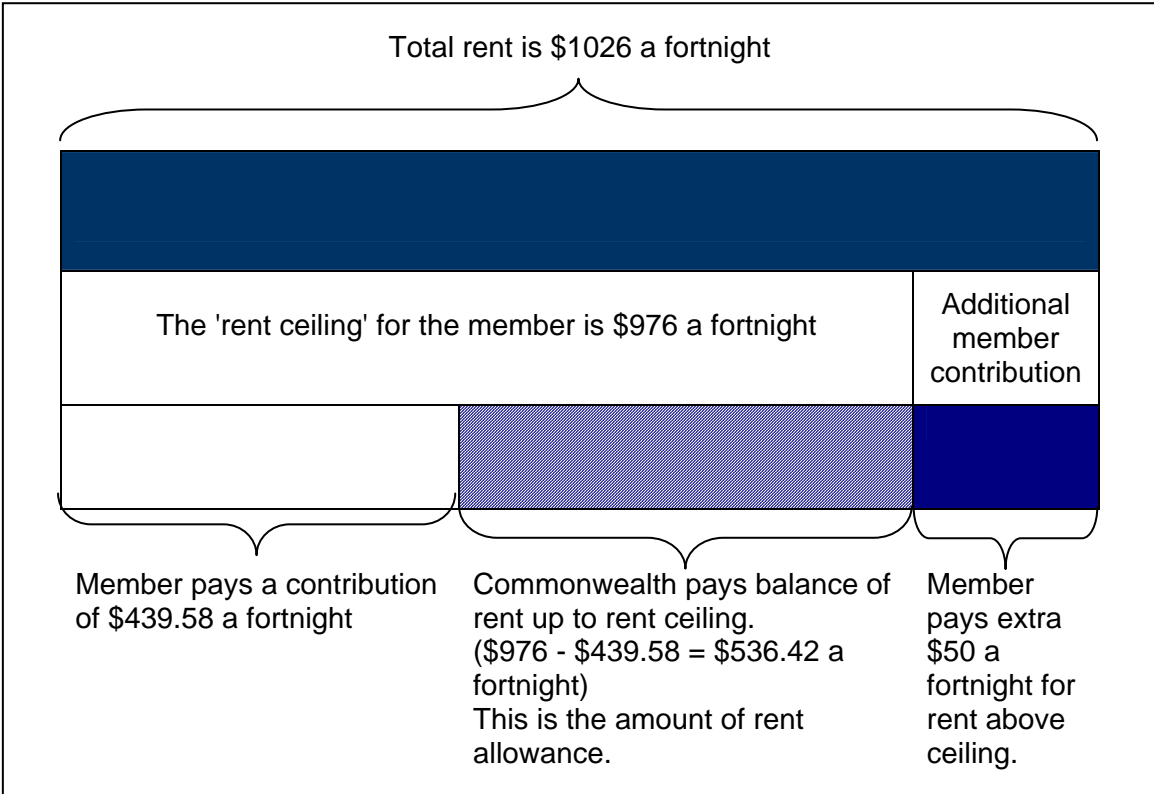 Total rent is $1026 a fortnight
The 'rent ceiling' for the member is $976 a fortnight
Additional
member
contribution
Member pays a contribution
of $439.58 a fortnight
Commonwealth pays balance of
rent up to rent ceiling.
($976 - $439.58 = $536.42 a
fortnight)
This is the amount of rent
allowance.
Member
pays extra
$50 a
fortnight for
rent above
ceiling.